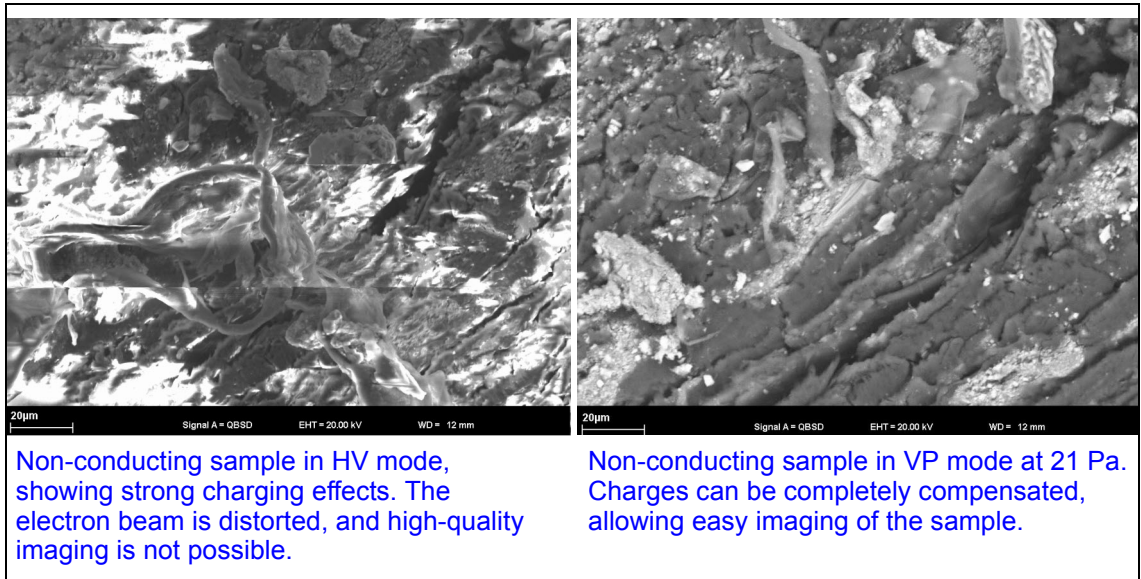 20µm
Signal A = QBSD EHT = 20.00 kV WD = 12 mm
20µm
Signal A = QBSD EHT = 20.00 kV WD = 12 mm
Non-conducting sample in HV mode,
showing strong charging effects. The
electron beam is distorted, and high-quality
imaging is not possible.
Non-conducting sample in VP mode at 21 Pa.
Charges can be completely compensated,
allowing easy imaging of the sample.